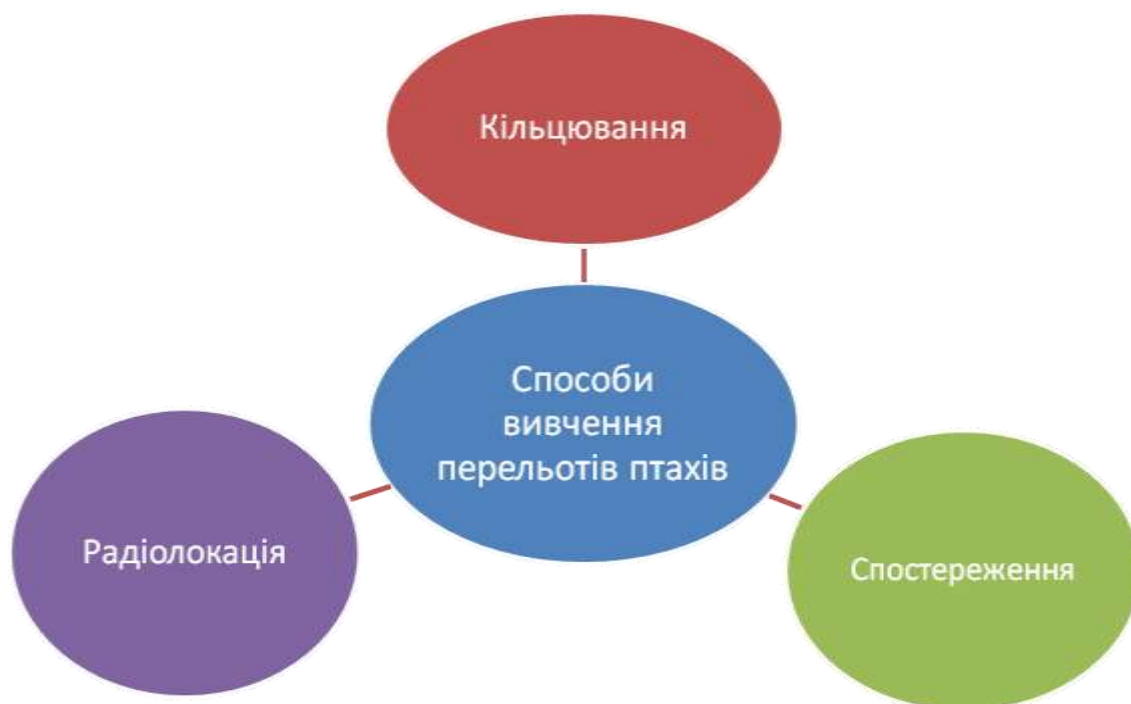 Кільцювання
Способи
вивчення
перельотів птахів
Радіолокація
Спостереження